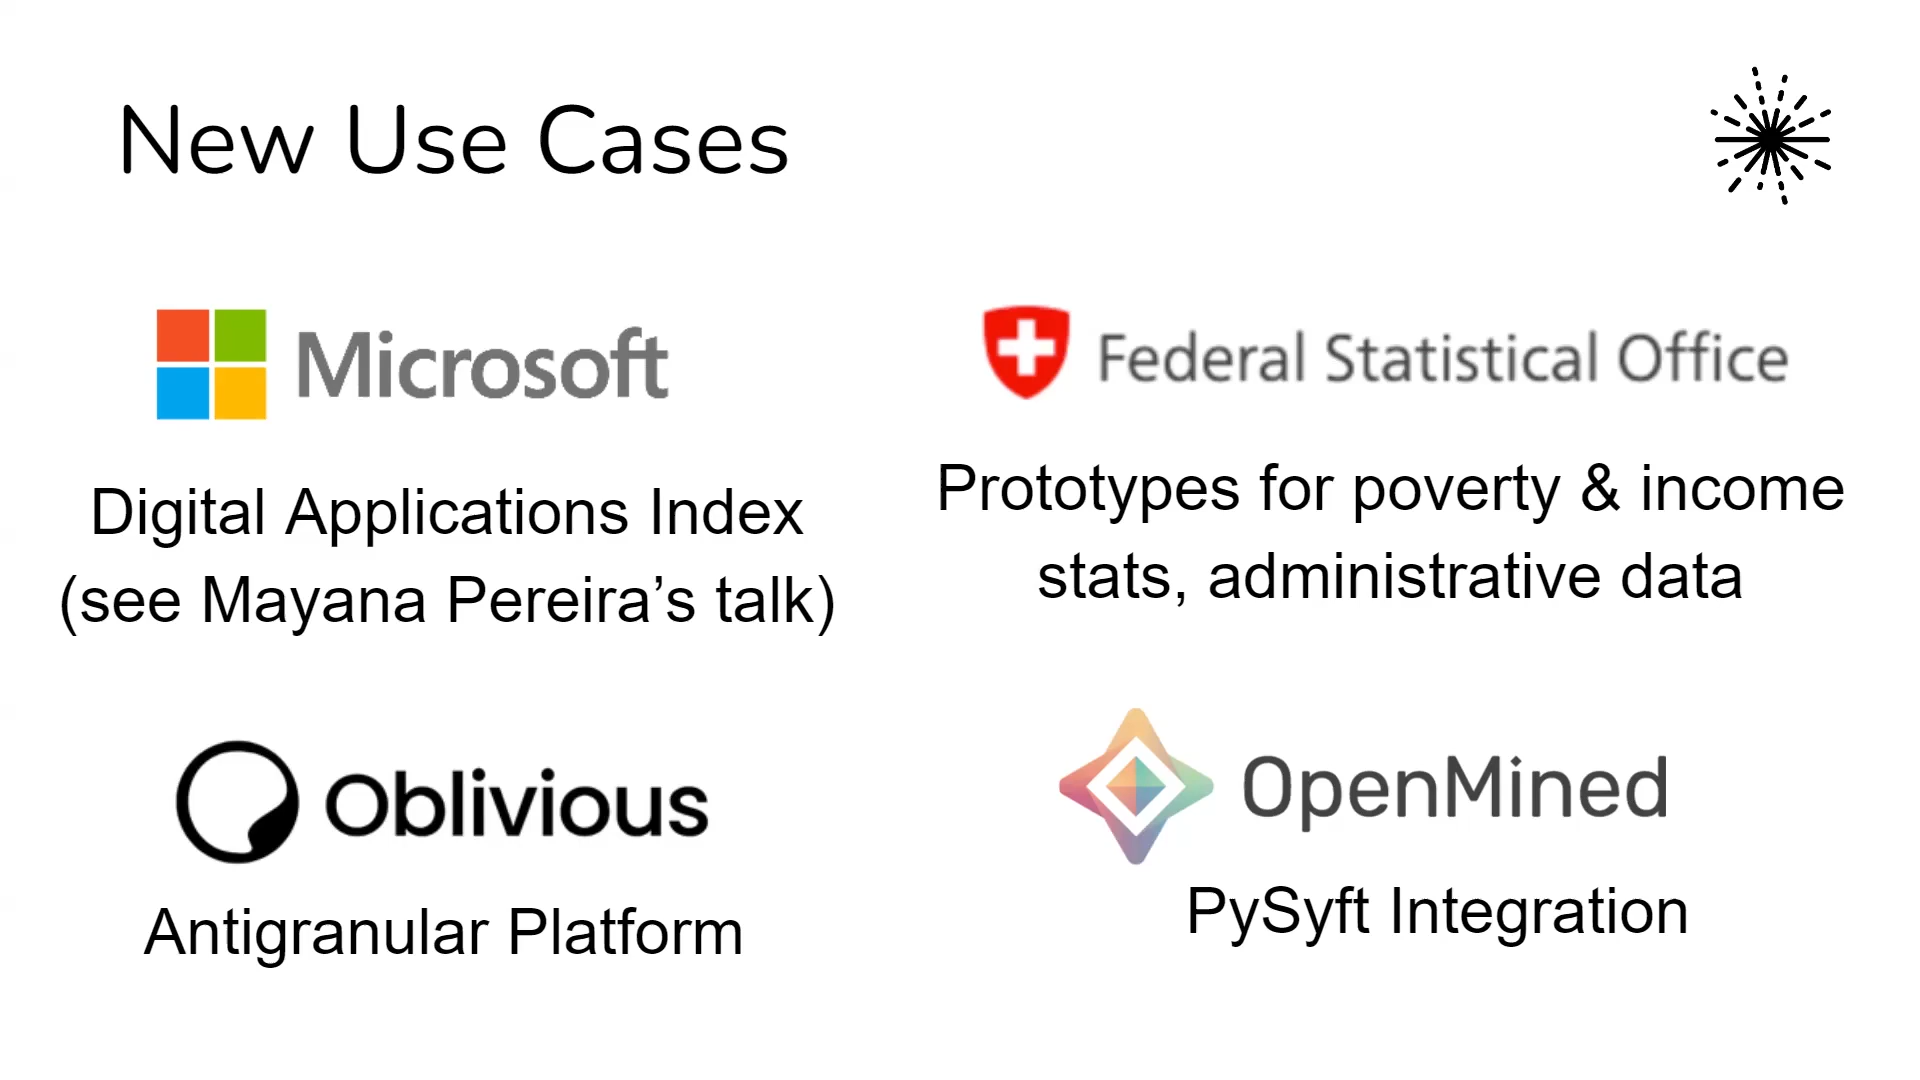 New Use Cases
Microsoft
Digital Applications Index
(see Mayana Pereira’s talk)
Federal Statistical Office
Prototypes for poverty & income
stats, administrative data
Oblivious
Antigranular Platform
OpenMined
PySyft Integration